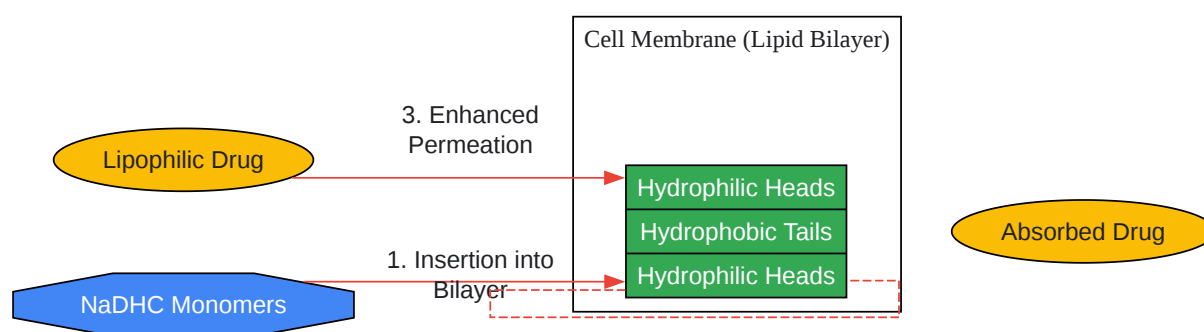 Cell Membrane (Lipid Bilayer)
3. Enhanced
Permeation
Lipophilic Drug
Hydrophilic Heads
Hydrophobic Tails
Hydrophilic Heads
Absorbed Drug
1. Insertion into
Bilayer
NaDHC Monomers